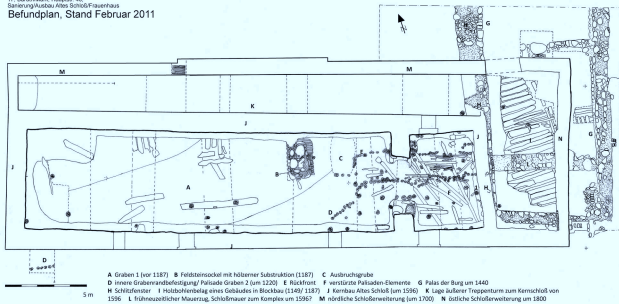 Sanierung/Ausbau Altes Schloß/Frauenhaus
Befundplan, Stand Februar 2011
G
M
M
H
K
I
N
G
J
J
J
C
B
A
E
F
H
D
D
J
5 m
A Graben 1 (vor 1187) B Feldsteinsockel mit hölzerner Substruktion (1187) C Ausbruchsgrube
D innere Grabenrandbefestigung/ Palisade Graben 2 (um 1220) E Rückfront F verstürzte Palisaden-Elemente G Palas der Burg um 1440
H Schlitzfenster I Holzbohlenbelag eines Gebäudes in Blockbau (1149/ 1187) J Kernbau Altes Schloß (um 1596) K Lage äußerer Treppenturm zum Kernschloß von
1596 L frühneuzeitlicher Mauerzug, Schloßmauer zum Komplex um 1596? M nördliche Schloßerweiterung (um 1700) N östliche Schloßerweiterung um 1800